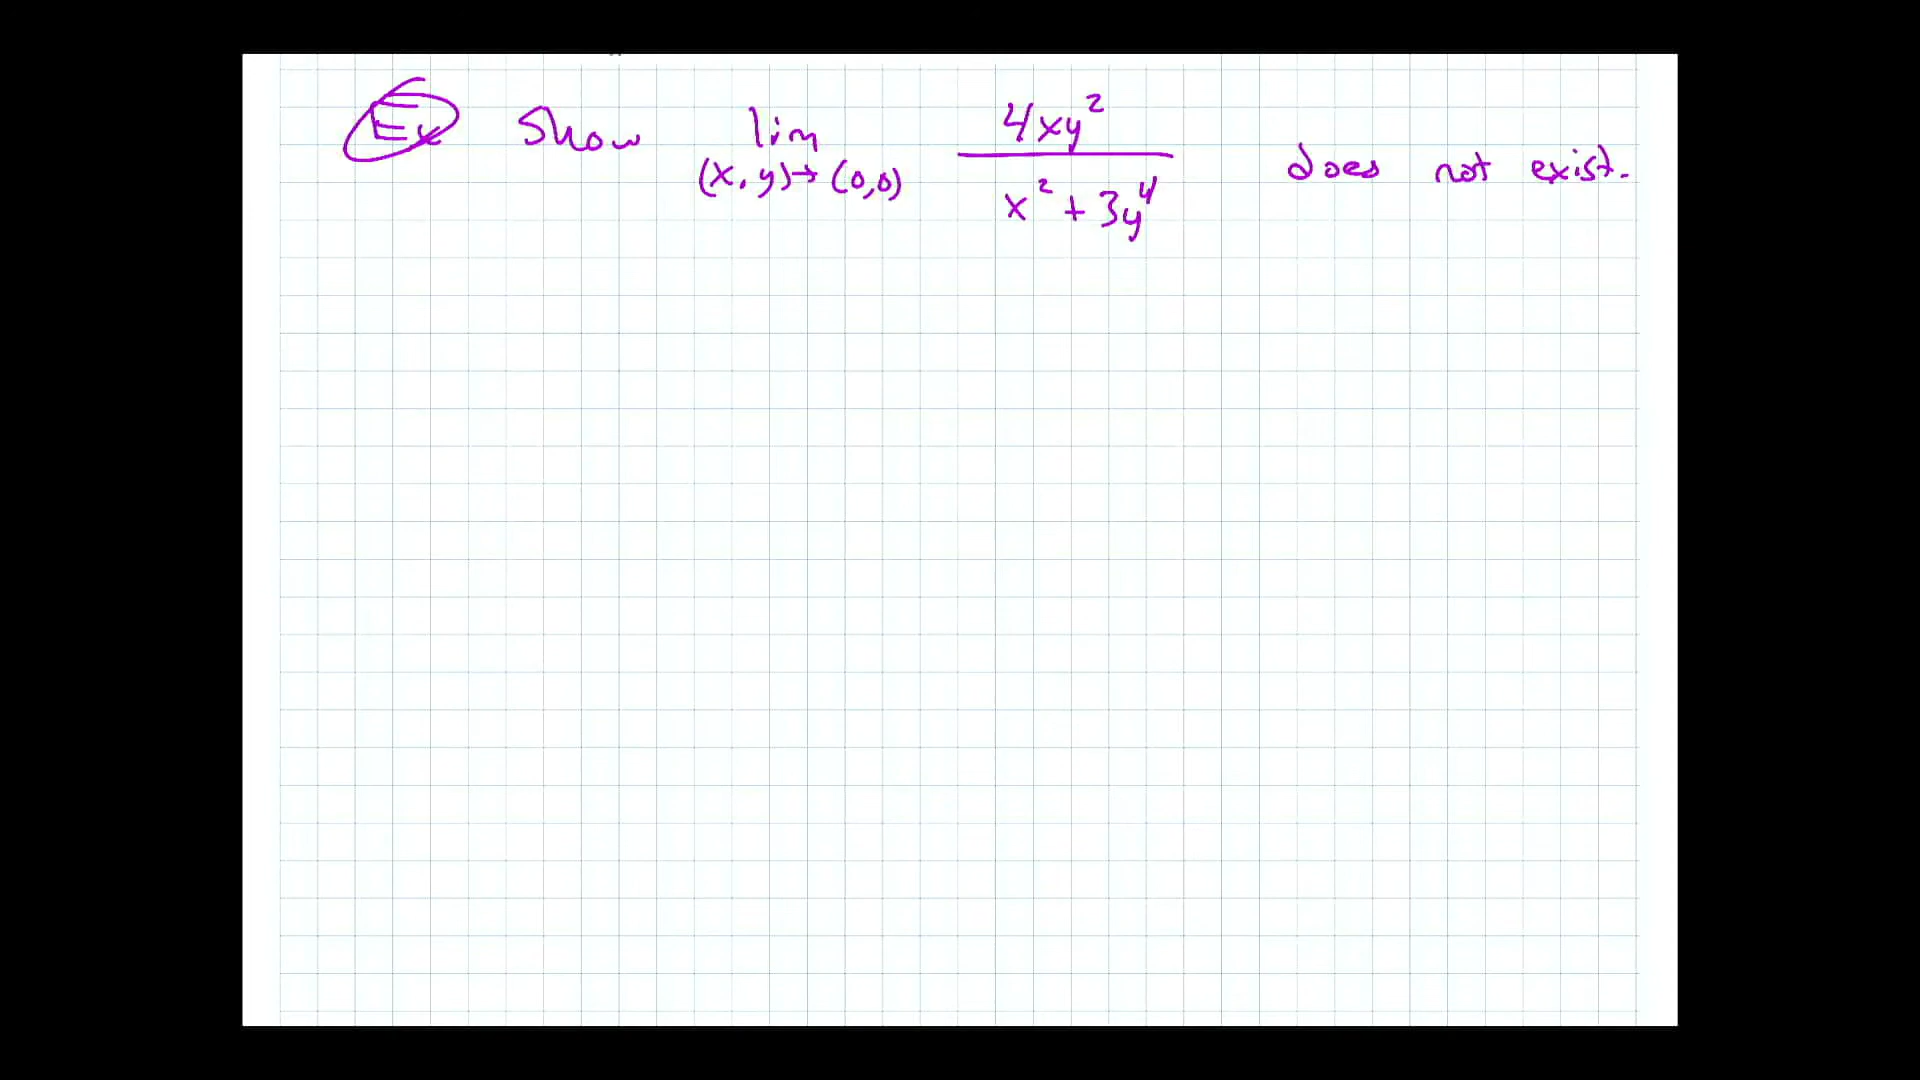 Ex Show lim (x,y)→(0,0) 4xy² / x² + 3y⁴ does not exist.